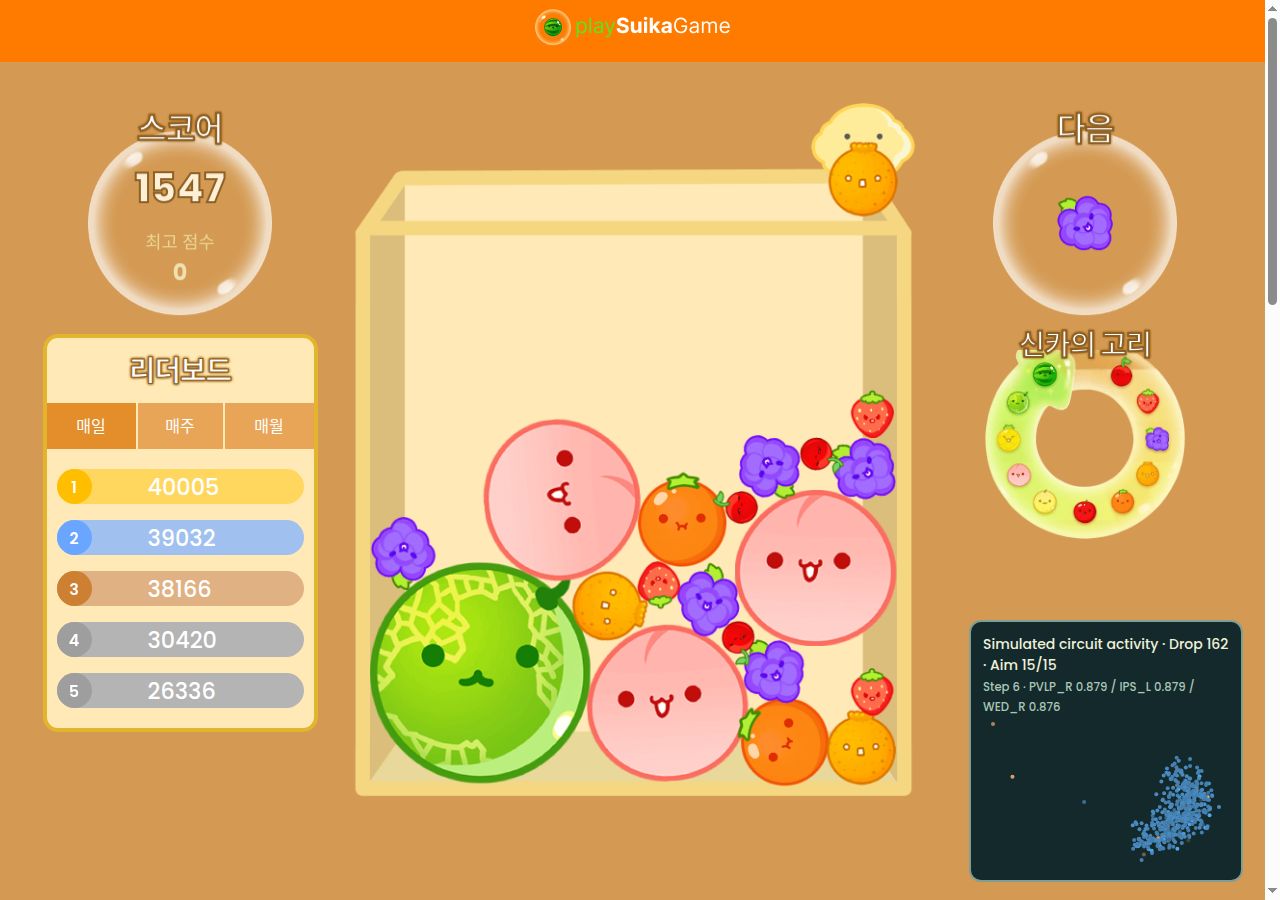 playSuikaGame
스코어
1547
최고 점수
0
다음
신카의 고리
리더보드
매일 매주 매월
1 40005
2 39032
3 38166
4 30420
5 26336
Simulated circuit activity · Drop 162
· Aim 15/15
Step 6 · PVLP_R 0.879 / IPS_L 0.879 /
WED_R 0.876